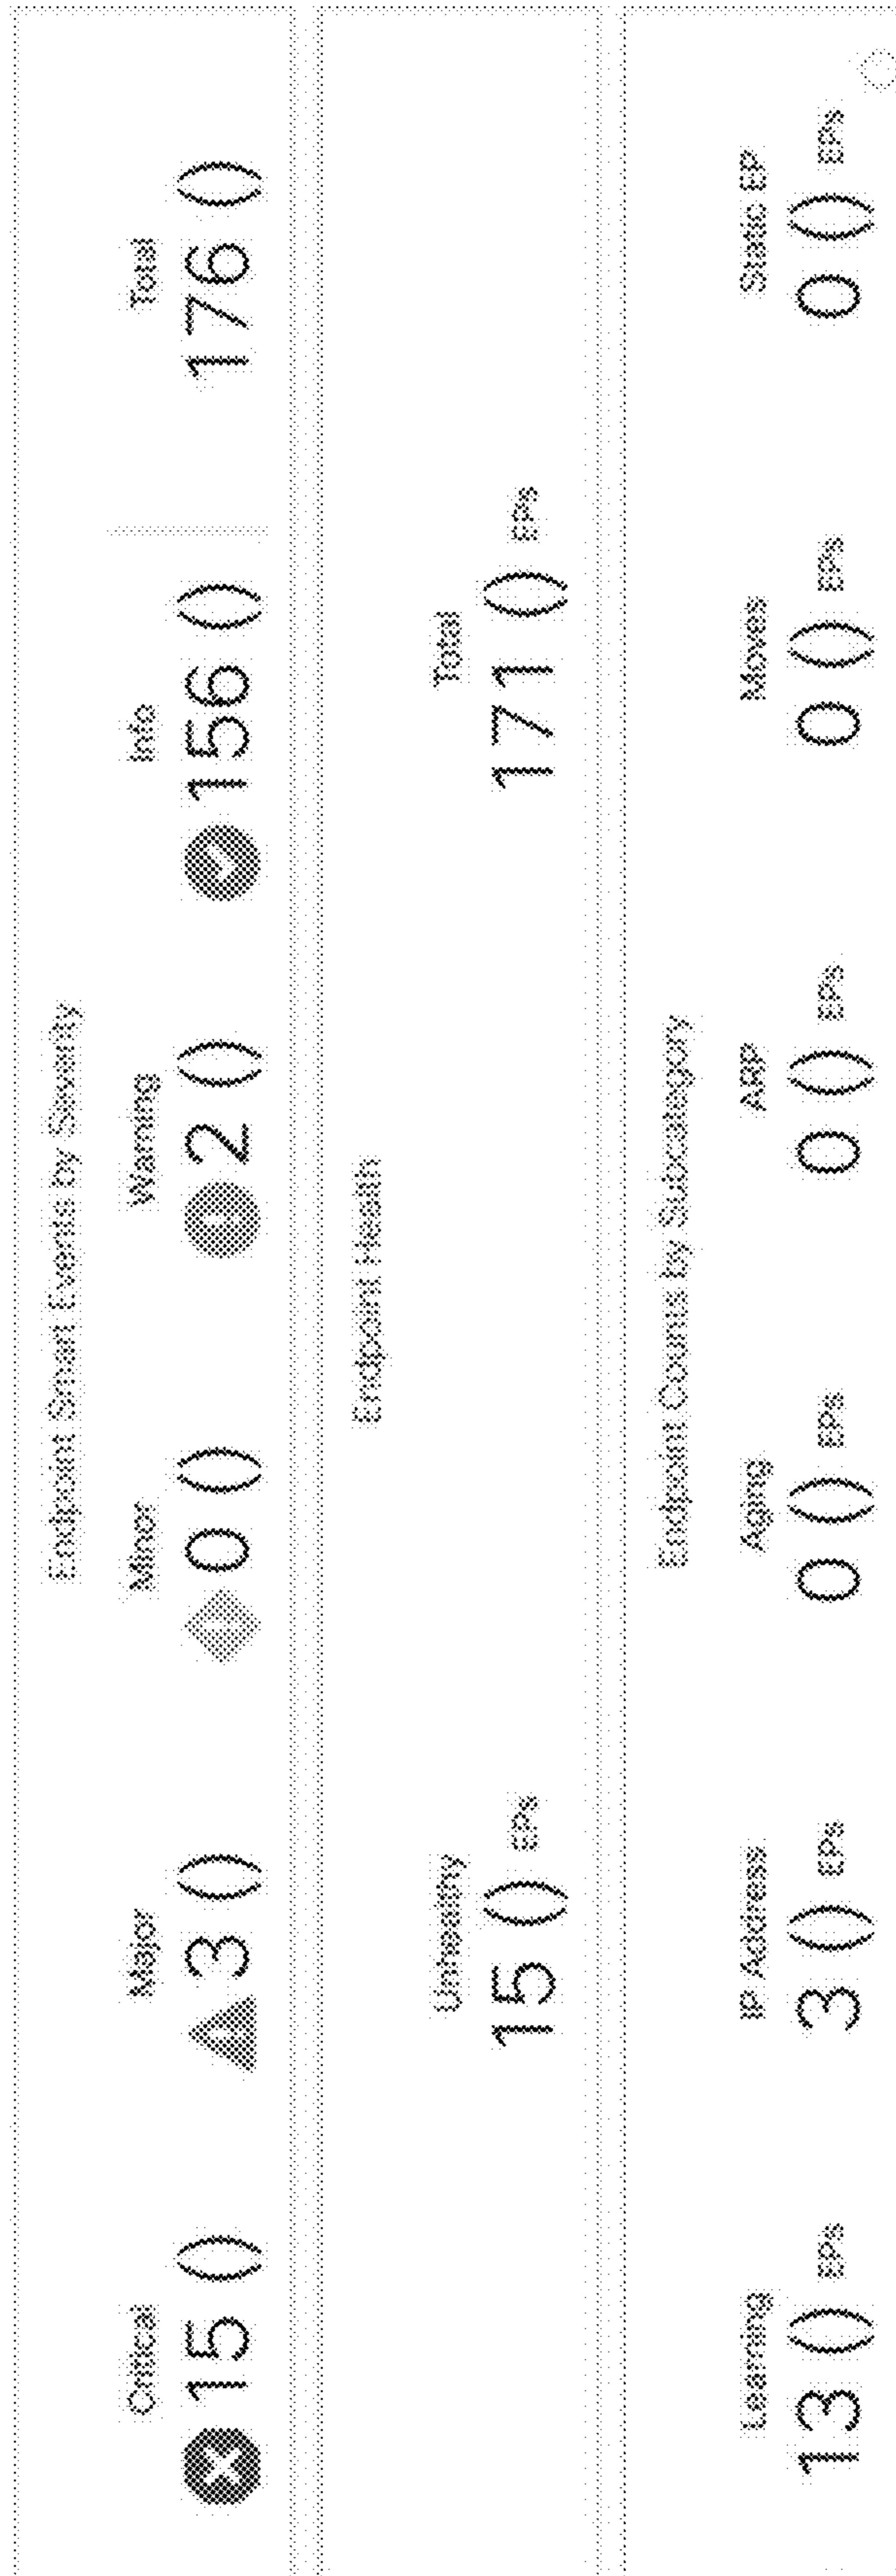 Endpoint Smart Events by Severity
Critical Major Minor Warning Info Total
15 () 3 () 0 () 2 () 156 () 176 ()
Endpoint Health
Unhealthy Total
15 () EPs 171 () EPs
Endpoint Counts by Subcategory
Learning IP Address Aging ARP Moves Static EP
13 () EPs 3 () EPs 0 () EPs 0 () EPs 0 () EPs 0 () EPs